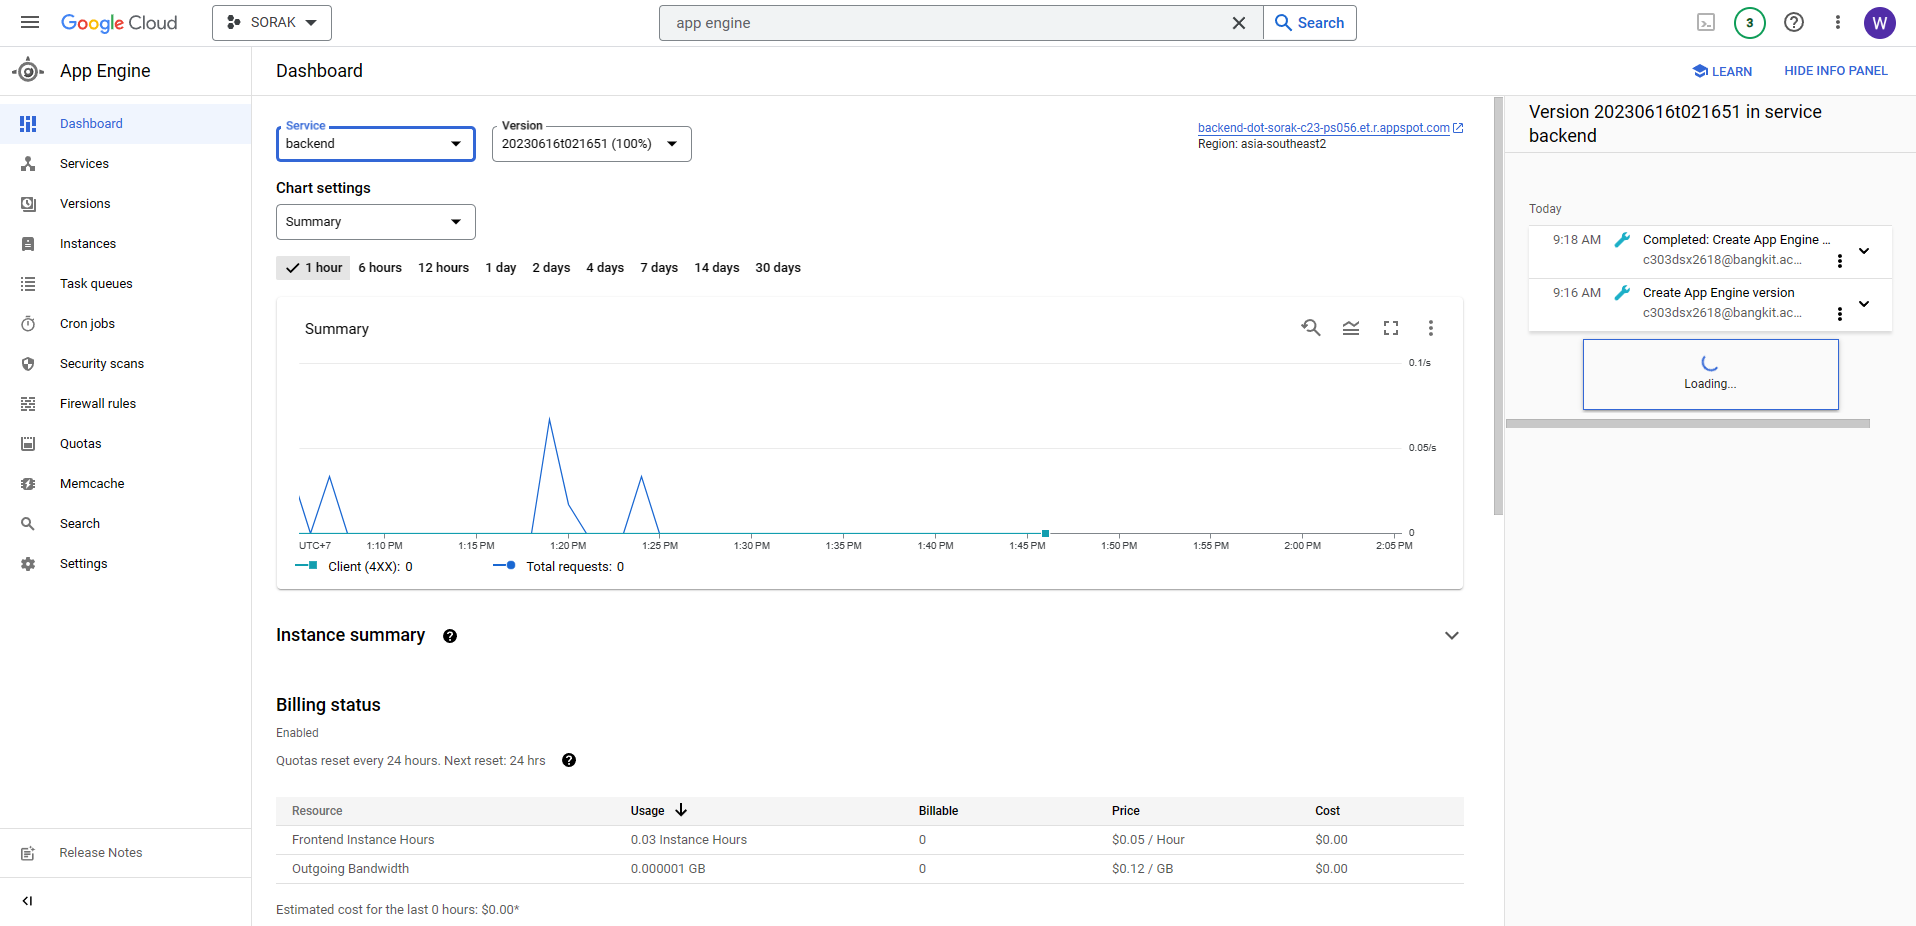 Google Cloud
SORAK
app engine
Search
3
W
App Engine
Dashboard
LEARN
HIDE INFO PANEL
Dashboard
Services
Versions
Instances
Task queues
Cron jobs
Security scans
Firewall rules
Quotas
Memcache
Search
Settings
Release Notes
Service
backend
Version
20230616t021651 (100%)
backend-dot-sorak-c23-ps056.et.r.appspot.com
Region: asia-southeast2
Chart settings
Summary
1 hour 6 hours 12 hours 1 day 2 days 4 days 7 days 14 days 30 days
Summary
0.1/s
0.05/s
0
UTC+7 1:10 PM 1:15 PM 1:20 PM 1:25 PM 1:30 PM 1:35 PM 1:40 PM 1:45 PM 1:50 PM 1:55 PM 2:00 PM 2:05 PM
Client (4XX): 0 Total requests: 0
Instance summary
Billing status
Enabled
Quotas reset every 24 hours. Next reset: 24 hrs
Resource Usage Billable Price Cost
Frontend Instance Hours 0.03 Instance Hours 0 $0.05 / Hour $0.00
Outgoing Bandwidth 0.000001 GB 0 $0.12 / GB $0.00
Estimated cost for the last 0 hours: $0.00*
Version 20230616t021651 in service
backend
Today
9:18 AM Completed: Create App Engine ...
c303dsx2618@bangkit.ac...
9:16 AM Create App Engine version
c303dsx2618@bangkit.ac...
Loading...